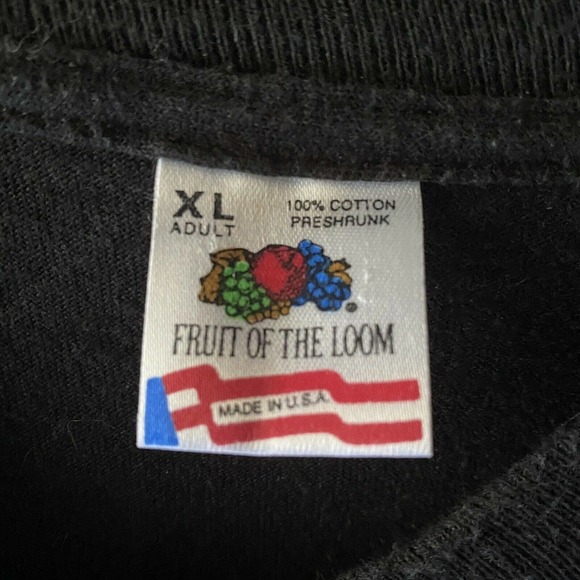 XL
ADULT
100% COTTON
PRESHRUNK
®
FRUIT OF THE LOOM
MADE IN U.S.A.